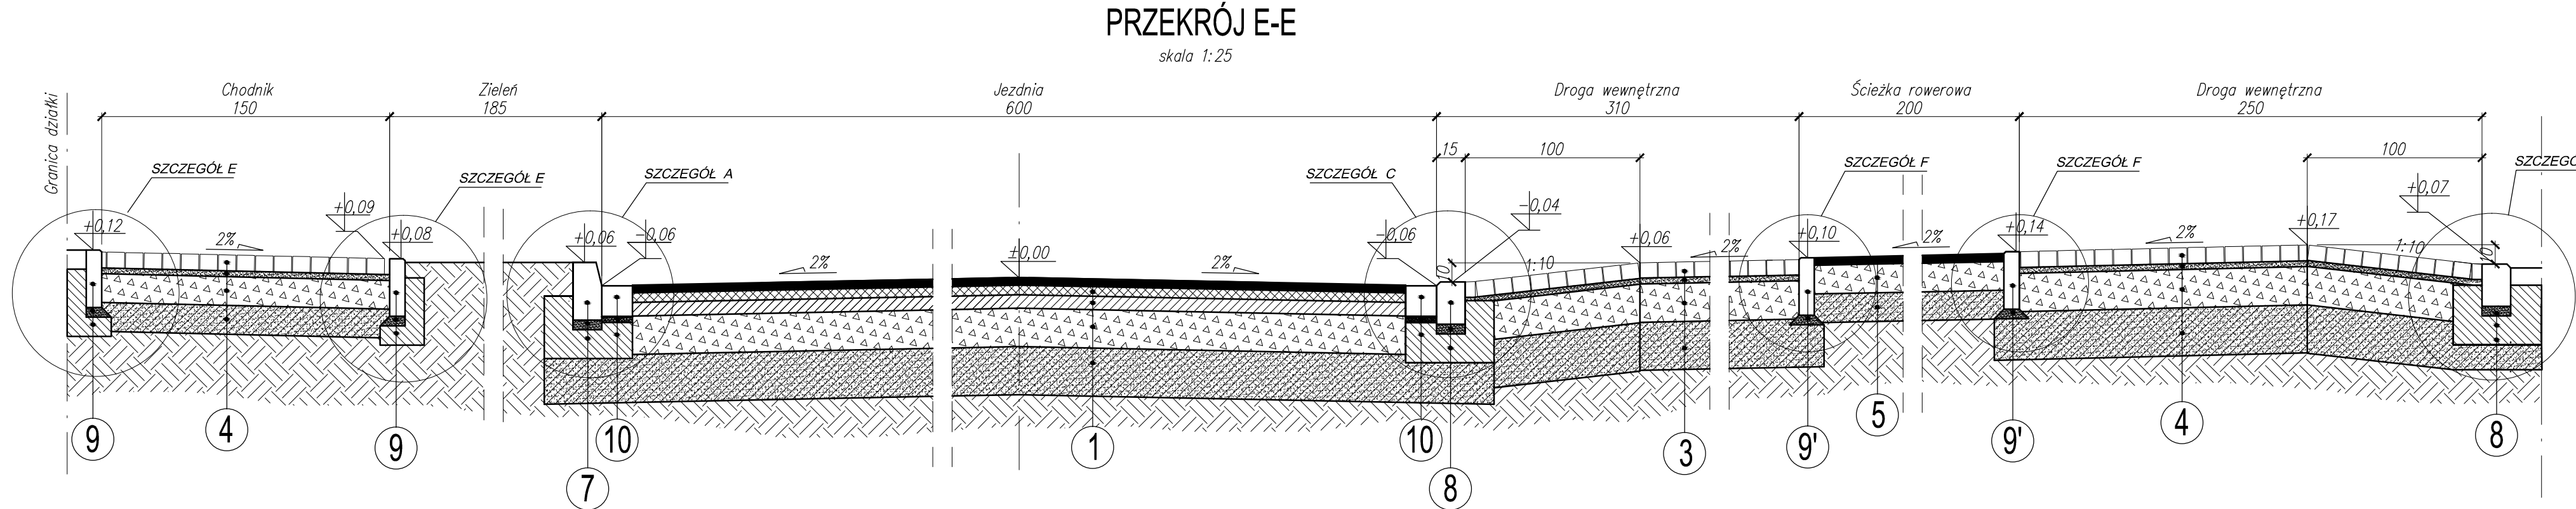 PRZEKRÓJ E-E
skala 1:25
Granica działki
Chodnik
150
Zieleń
185
Jezdnia
600
Droga wewnętrzna
310
Ścieżka rowerowa
200
Droga wewnętrzna
250
15
100
100
SZCZEGÓŁ E
SZCZEGÓŁ E
SZCZEGÓŁ A
SZCZEGÓŁ C
SZCZEGÓŁ F
SZCZEGÓŁ F
SZCZEGÓ
+0,12
2%
+0,09
+0,08
+0,06
-0,06
2%
±0,00
2%
-0,06
10
-0,04
1:10
+0,06
2%
+0,10
2%
+0,14
2%
+0,17
1:10
+0,07
10
9
4
9
7
10
1
10
8
3
9'
5
9'
4
8